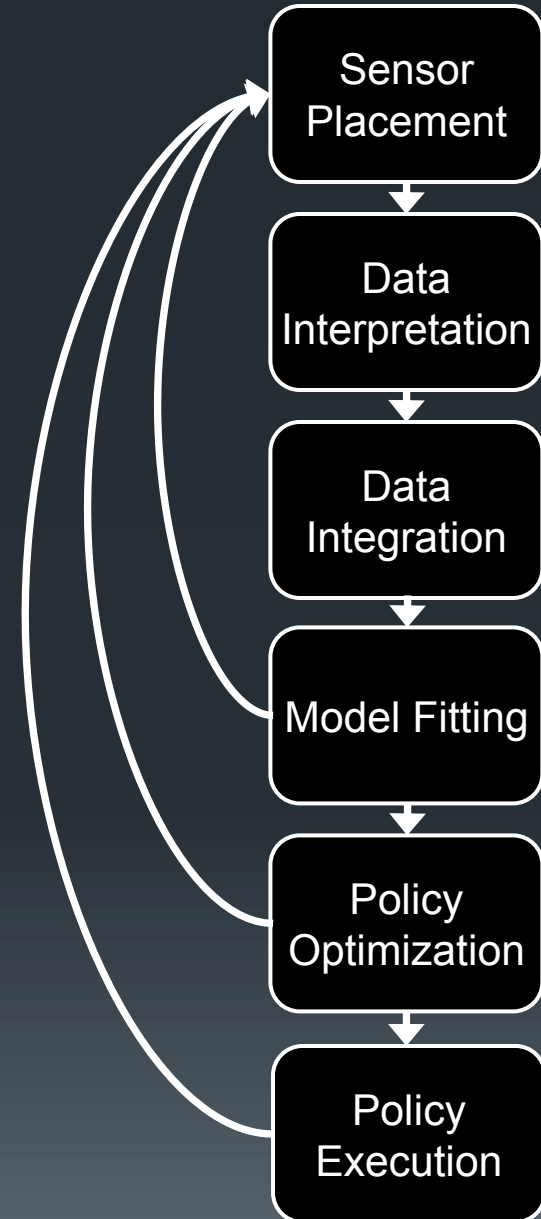 Sensor
Placement
Data
Interpretation
Data
Integration
Model Fitting
Policy
Optimization
Policy
Execution